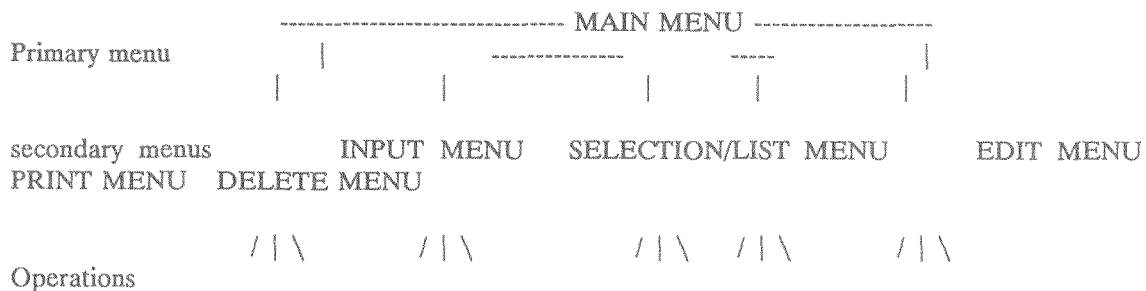 -------------------------------- MAIN MENU --------------------
Primary menu | --------------- ----- |
| | | | |
secondary menus INPUT MENU SELECTION/LIST MENU EDIT MENU
PRINT MENU DELETE MENU
/ | \ / | \ / | \ / | \ / | \
Operations